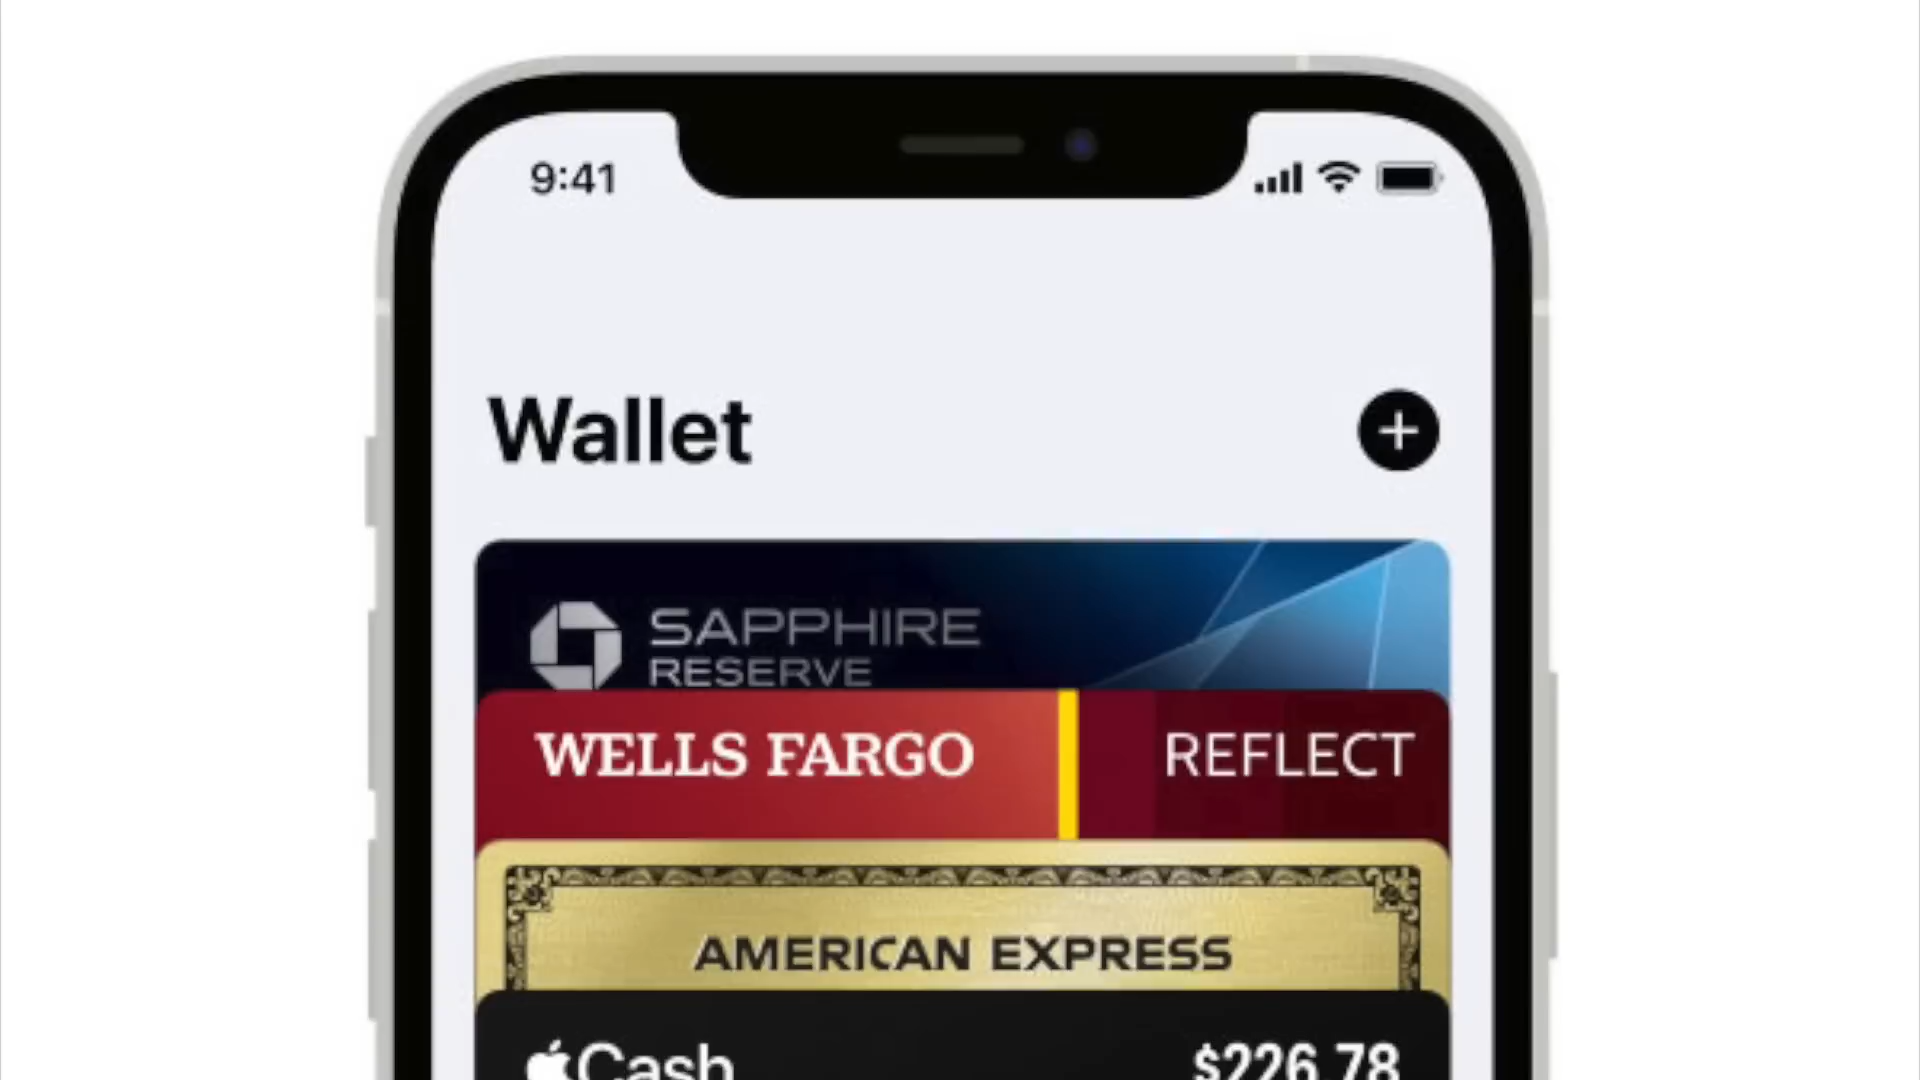 9:41
Wallet
SAPPHIRE
RESERVE
WELLS FARGO
REFLECT
AMERICAN EXPRESS
Cash
$226.78